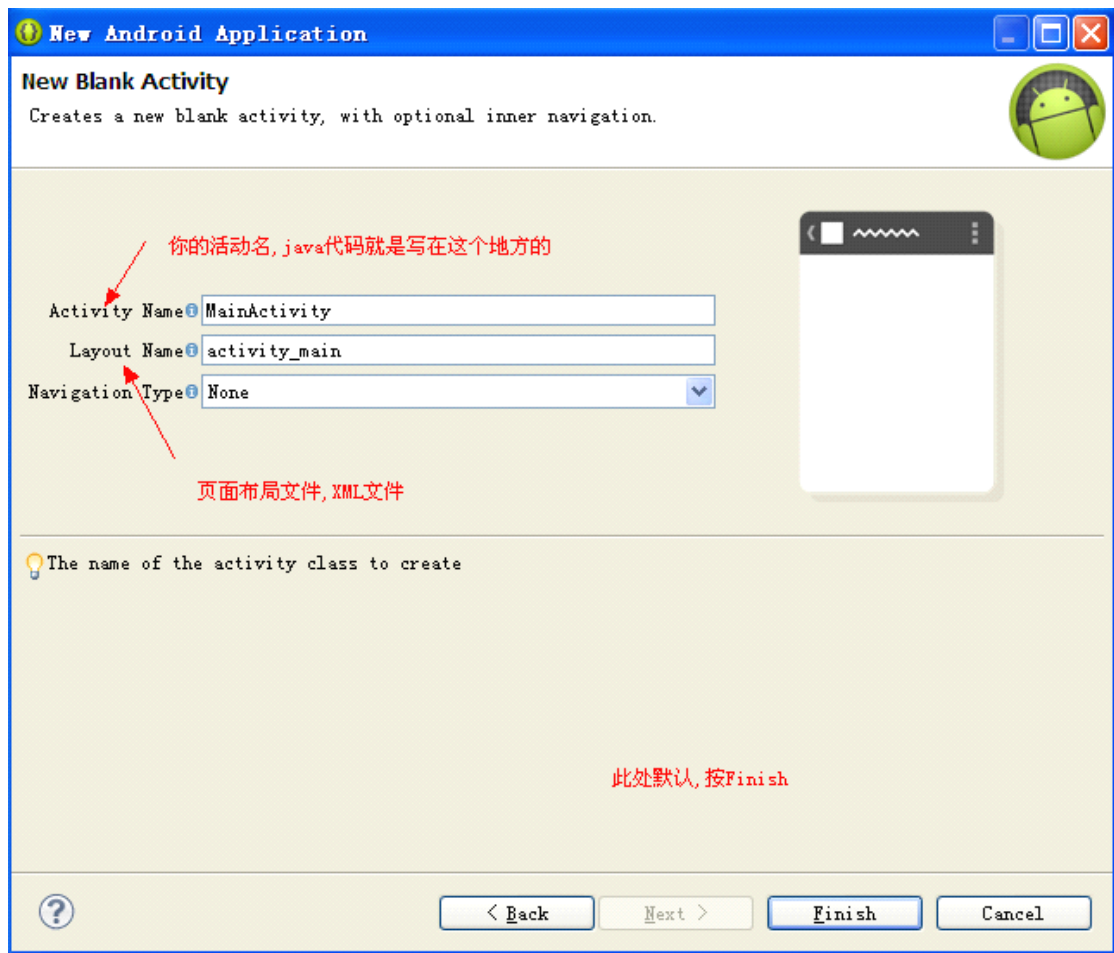 New Android Application
New Blank Activity
Creates a new blank activity, with optional inner navigation.
你的活动名,java代码就是写在这个地方的
Activity Name MainActivity
Layout Name activity_main
Navigation Type None
页面布局文件,XML文件
The name of the activity class to create
此处默认,按Finish
? < Back Next > Finish Cancel